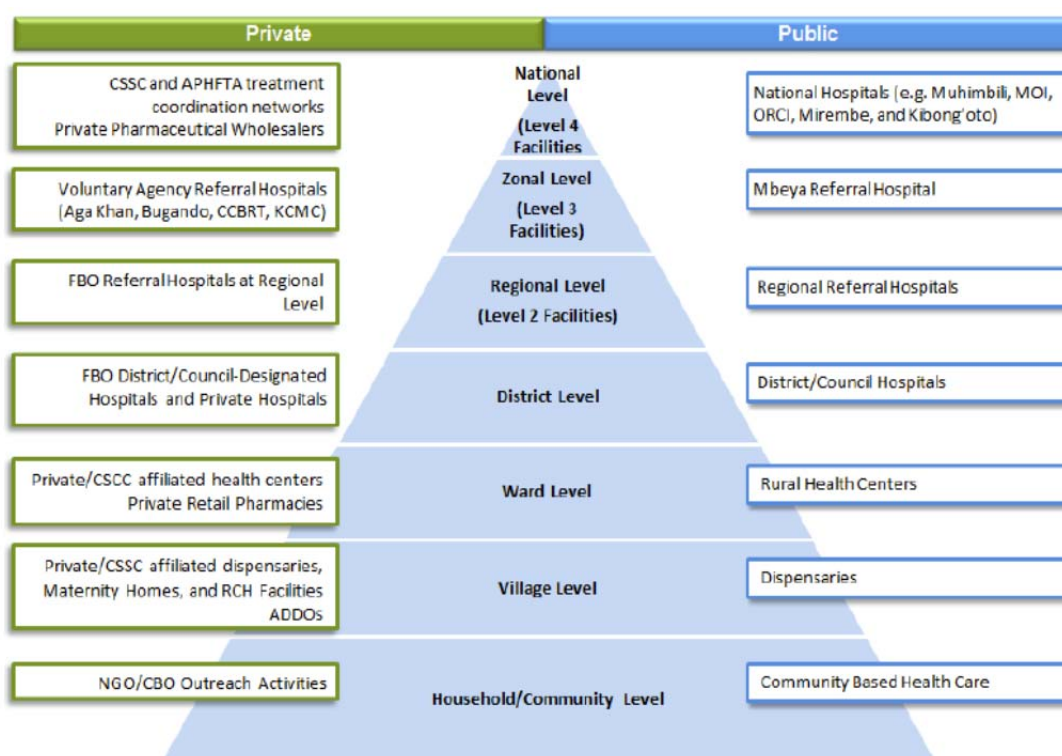 Private
Public
CSSC and APHFTA treatment
coordination networks
Private Pharmaceutical Wholesalers
National
Level
(Level 4
Facilities
National Hospitals (e.g. Muhimbili, MOI,
ORCI, Mirembe, and Kibong'oto)
Voluntary Agency Referral Hospitals
(Aga Khan, Bugando, CCBRT, KCMC)
Zonal Level
(Level 3
Facilities)
Mbeya Referral Hospital
FBO Referral Hospitals at Regional
Level
Regional Level
(Level 2 Facilities)
Regional Referral Hospitals
FBO District/Council-Designated
Hospitals and Private Hospitals
District Level
District/Council Hospitals
Private/CSCC affiliated health centers
Private Retail Pharmacies
Ward Level
Rural Health Centers
Private/CSSC affiliated dispensaries,
Maternity Homes, and RCH Facilities
ADDOs
Village Level
Dispensaries
NGO/CBO Outreach Activities
Household/Community Level
Community Based Health Care